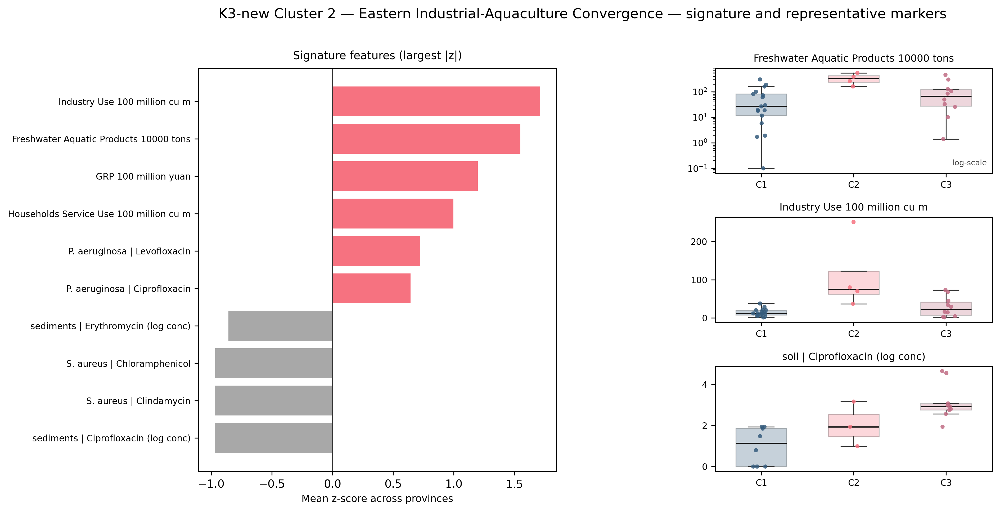 K3-new Cluster 2 — Eastern Industrial-Aquaculture Convergence — signature and representative markers
Signature features (largest |z|)
Industry Use 100 million cu m
Freshwater Aquatic Products 10000 tons
GRP 100 million yuan
Households Service Use 100 million cu m
P. aeruginosa | Levofloxacin
P. aeruginosa | Ciprofloxacin
sediments | Erythromycin (log conc)
S. aureus | Chloramphenicol
S. aureus | Clindamycin
sediments | Ciprofloxacin (log conc)
−1.0 −0.5 0.0 0.5 1.0 1.5
Mean z-score across provinces
Freshwater Aquatic Products 10000 tons
10²
10¹
10⁰
10⁻¹
log-scale
C1 C2 C3
Industry Use 100 million cu m
200
100
0
C1 C2 C3
soil | Ciprofloxacin (log conc)
4
2
0
C1 C2 C3